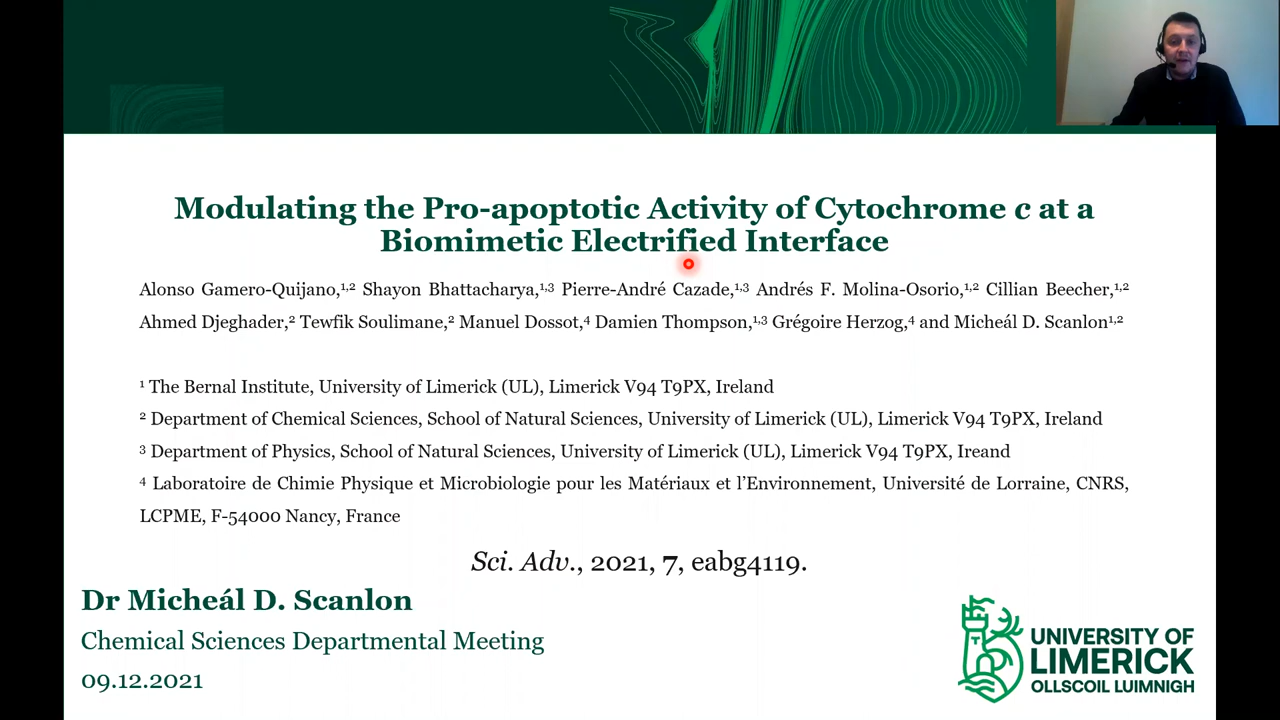 Modulating the Pro-apoptotic Activity of Cytochrome c at a
Biomimetic Electrified Interface
Alonso Gamero-Quijano,¹,² Shayon Bhattacharya,¹,³ Pierre-André Cazade,¹,³ Andrés F. Molina-Osorio,¹,² Cillian Beecher,¹,²
Ahmed Djeghader,² Tewfik Soulimane,² Manuel Dossot,⁴ Damien Thompson,¹,³ Grégoire Herzog,⁴ and Micheál D. Scanlon¹,²
¹ The Bernal Institute, University of Limerick (UL), Limerick V94 T9PX, Ireland
² Department of Chemical Sciences, School of Natural Sciences, University of Limerick (UL), Limerick V94 T9PX, Ireland
³ Department of Physics, School of Natural Sciences, University of Limerick (UL), Limerick V94 T9PX, Ireand
⁴ Laboratoire de Chimie Physique et Microbiologie pour les Matériaux et l’Environnement, Université de Lorraine, CNRS,
LCPME, F-54000 Nancy, France
Sci. Adv., 2021, 7, eabg4119.
Dr Micheál D. Scanlon
Chemical Sciences Departmental Meeting
09.12.2021
UNIVERSITY OF
LIMERICK
OLLSCOIL LUIMNIGH